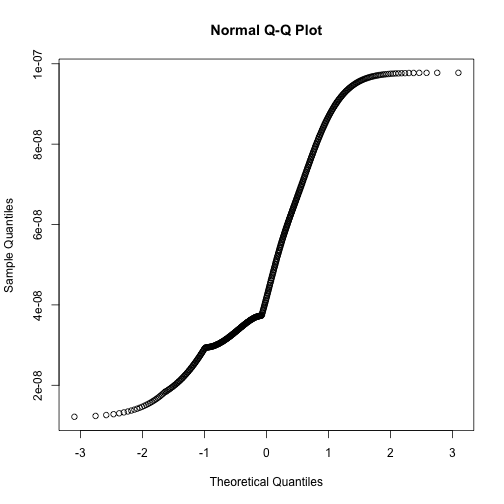 Normal Q-Q Plot
1e-07
8e-08
6e-08
4e-08
2e-08
Sample Quantiles
-3 -2 -1 0 1 2 3
Theoretical Quantiles